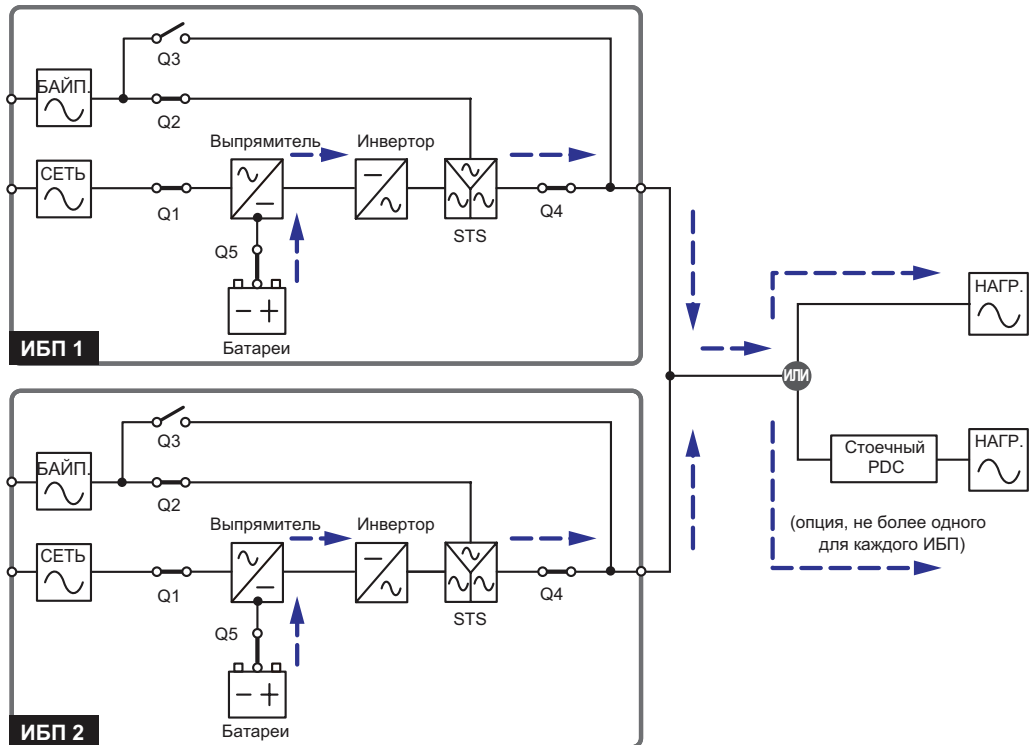 Q3
БАЙП.
Q2
Выпрямитель
Инвертор
СЕТЬ
Q1
STS
Q4
Q5
Батареи
ИБП 1
НАГР.
ИЛИ
Стоечный
PDC
НАГР.
(опция, не более одного
для каждого ИБП)
Q3
БАЙП.
Q2
Выпрямитель
Инвертор
СЕТЬ
Q1
STS
Q4
Q5
Батареи
ИБП 2